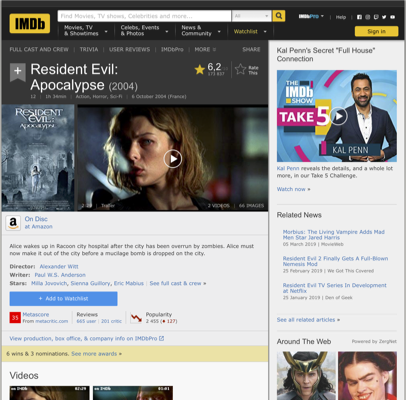 IMDb
Find Movies, TV shows, Celebrities and more...
All
IMDbPro
Help
Movies, TV
& Showtimes
Celebs, Events
& Photos
News &
Community
Watchlist
Sign in
FULL CAST AND CREW | TRIVIA | USER REVIEWS | IMDbPro | MORE
SHARE
Resident Evil:
Apocalypse (2004)
6,2
Rate
This
12 | 1h 34min | Action, Horror, Sci-Fi | 6 October 2004 (France)
RESIDENT
EVIL:
APOCALYPSE
2:29 | Trailer
2 VIDEOS | 66 IMAGES
On Disc
at Amazon
Alice wakes up in Racoon city hospital after the city has been overrun by zombies. Alice must
now make it out of the city before a mucilage bomb is dropped on the city.
Director: Alexander Witt
Writer: Paul W.S. Anderson
Stars: Milla Jovovich, Sienna Guillory, Eric Mabius | See full cast & crew »
+ Add to Watchlist
35
Metascore
From metacritic.com
Reviews
665 user | 201 critic
Popularity
2 455 (♦ 127)
View production, box office, & company info on IMDbPro
6 wins & 3 nominations. See more awards »
Videos
Kal Penn's Secret "Full House"
Connection
THE
IMDb
SHOW
TAKE 5
KAL PENN
Kal Penn reveals the details, and a whole lot
more, in our Take 5 Challenge.
Watch now »
Related News
Morbius: The Living Vampire Adds Mad
Men Star Jared Harris
05 March 2019 | MovieWeb
Resident Evil 2 Finally Gets A Full-Blown
Nemesis Mod
25 February 2019 | We Got This Covered
Resident Evil TV Series In Development
at Netflix
25 January 2019 | Den of Geek
See all related articles »
Around The Web
Powered by ZergNet